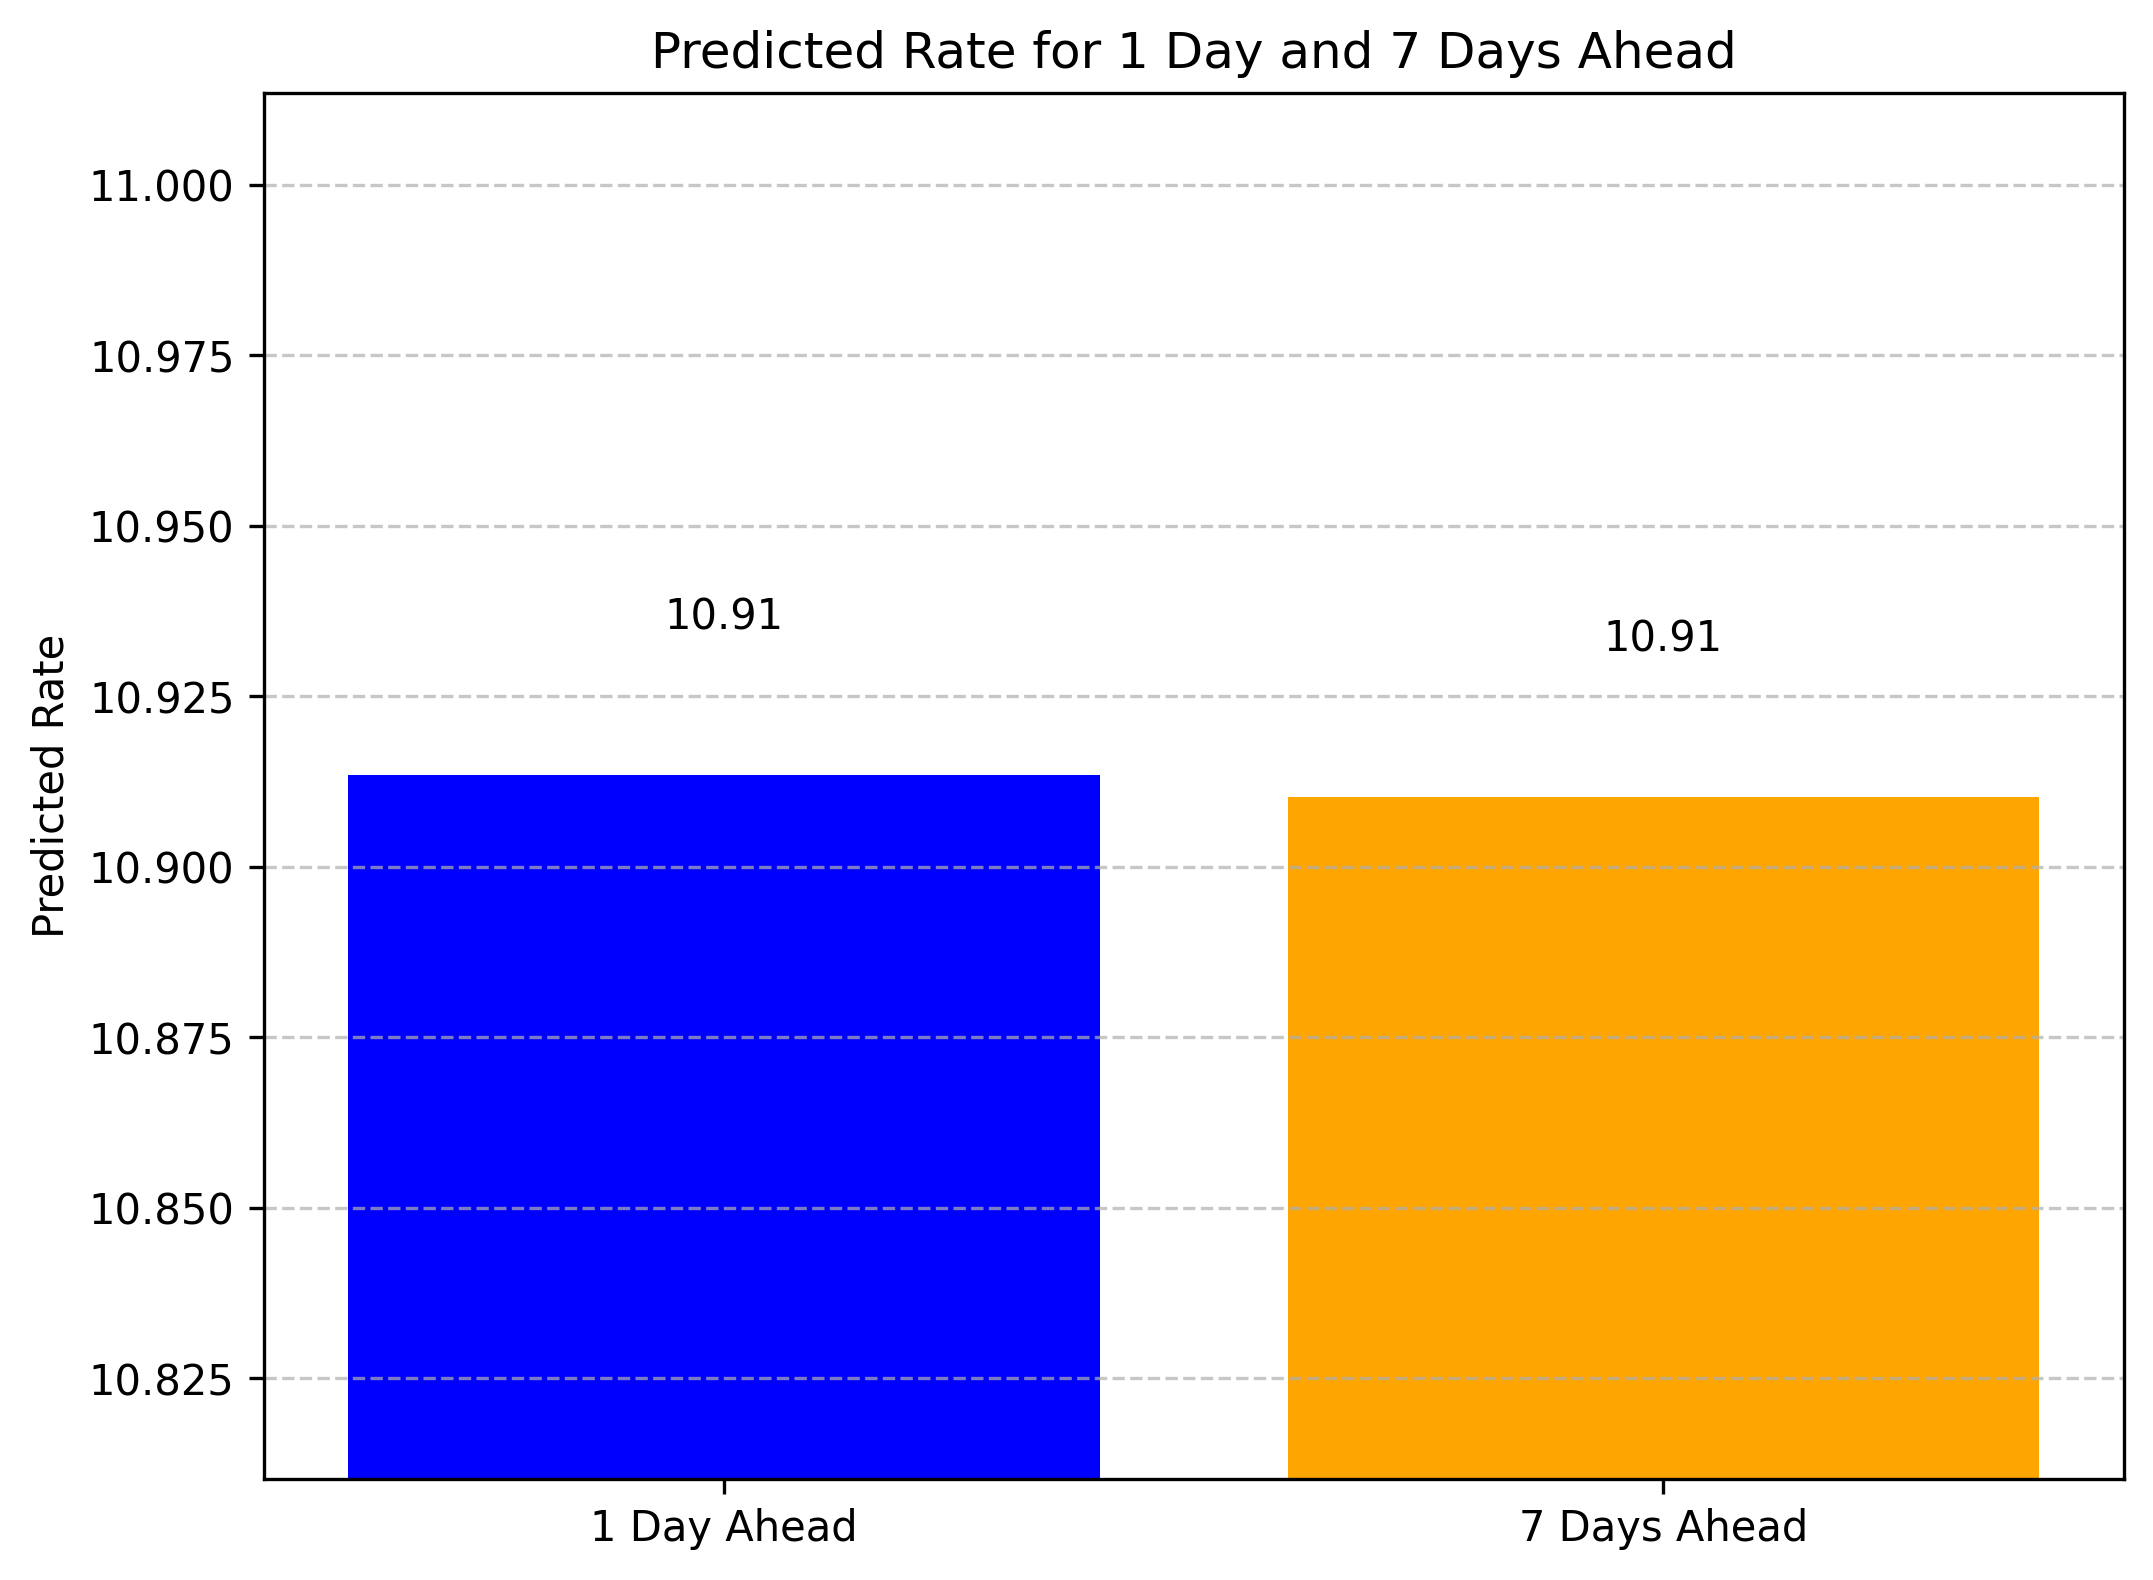 Predicted Rate for 1 Day and 7 Days Ahead
Predicted Rate
11.000
10.975
10.950
10.925
10.900
10.875
10.850
10.825
10.91
10.91
1 Day Ahead
7 Days Ahead